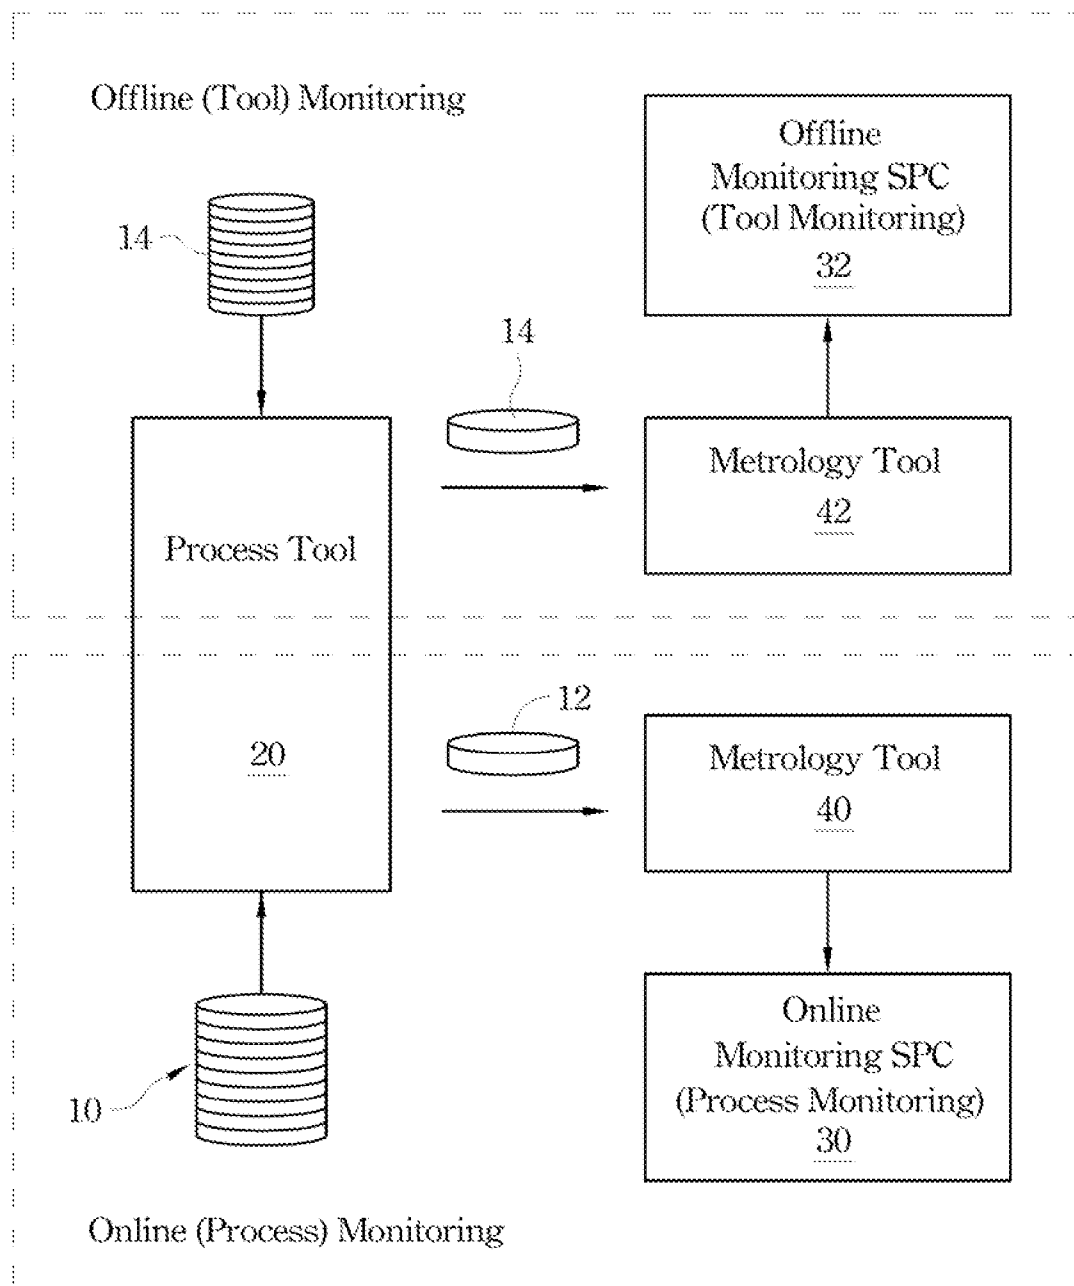 Offline (Tool) Monitoring
Offline
Monitoring SPC
(Tool Monitoring)
32
14
14
Metrology Tool
42
Process Tool
20
12
Metrology Tool
40
10
Online
Monitoring SPC
(Process Monitoring)
30
Online (Process) Monitoring